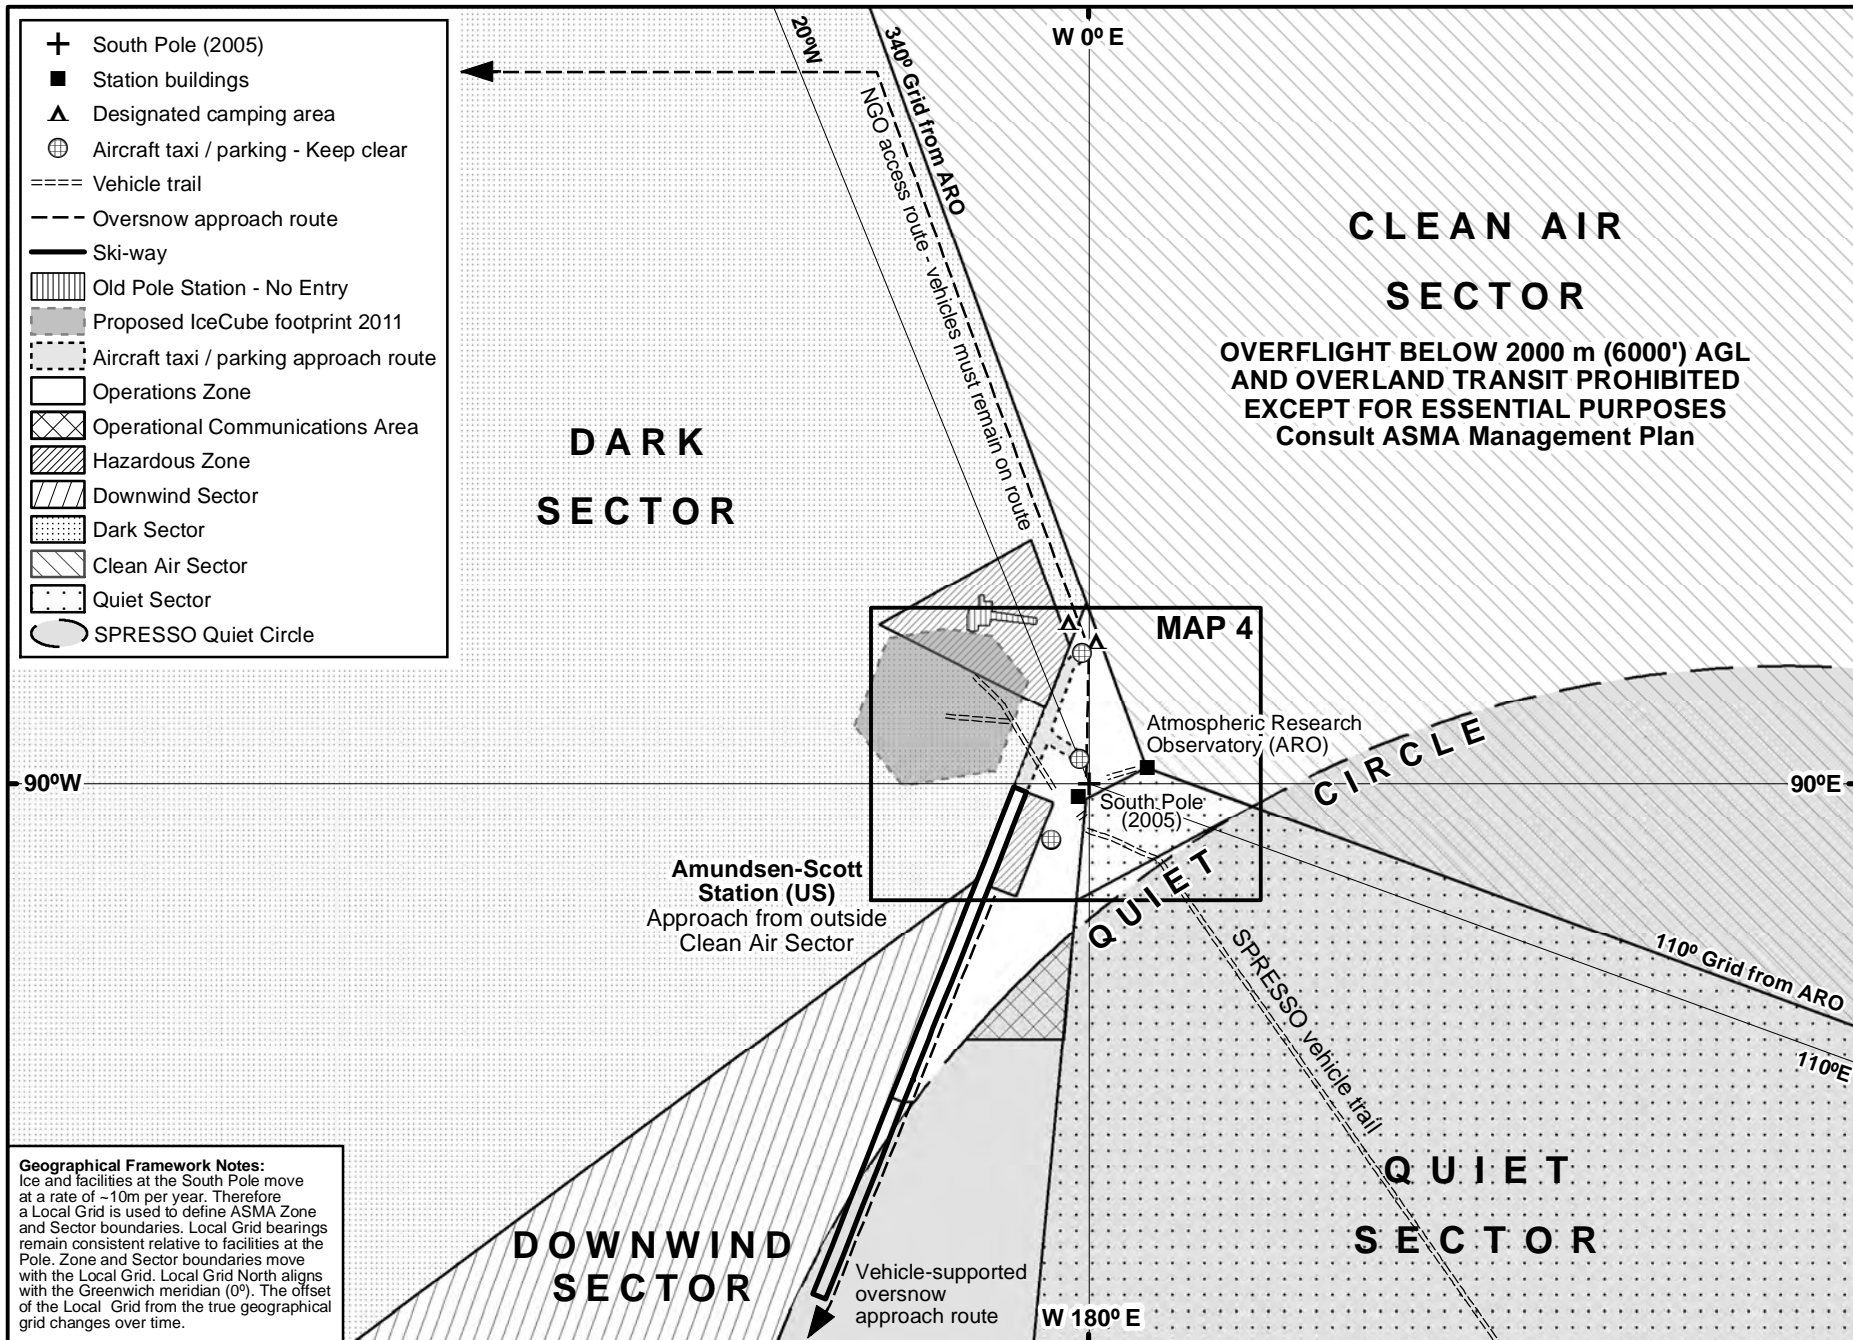 South Pole (2005)
Station buildings
Designated camping area
Aircraft taxi / parking - Keep clear
Vehicle trail
Oversnow approach route
Ski-way
Old Pole Station - No Entry
Proposed IceCube footprint 2011
Aircraft taxi / parking approach route
Operations Zone
Operational Communications Area
Hazardous Zone
Downwind Sector
Dark Sector
Clean Air Sector
Quiet Sector
SPRESSO Quiet Circle
20ºW
340º Grid from ARO
W 0º E
NGO access route - vehicles must remain on route
CLEAN AIR
SECTOR
OVERFLIGHT BELOW 2000 m (6000') AGL
AND OVERLAND TRANSIT PROHIBITED
EXCEPT FOR ESSENTIAL PURPOSES
Consult ASMA Management Plan
DARK
SECTOR
MAP 4
Atmospheric Research
Observatory (ARO)
QUIET CIRCLE
90ºW
90ºE
South Pole
(2005)
Amundsen-Scott
Station (US)
Approach from outside
Clean Air Sector
110º Grid from ARO
110ºE
SPRESSO vehicle trail
QUIET
SECTOR
DOWNWIND
SECTOR
Vehicle-supported
oversnow
approach route
W 180º E
Geographical Framework Notes:
Ice and facilities at the South Pole move
at a rate of ~10m per year. Therefore
a Local Grid is used to define ASMA Zone
and Sector boundaries. Local Grid bearings
remain consistent relative to facilities at the
Pole. Zone and Sector boundaries move
with the Local Grid. Local Grid North aligns
with the Greenwich meridian (0º). The offset
of the Local Grid from the true geographical
grid changes over time.